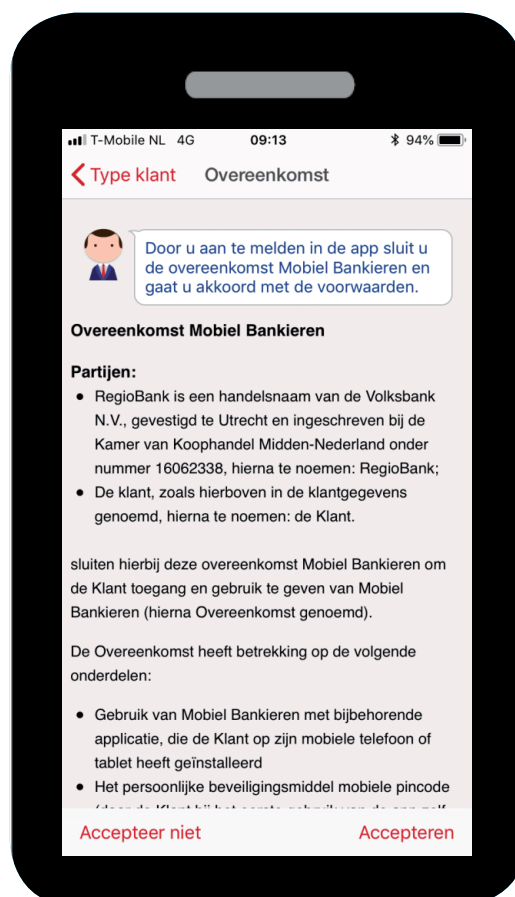 T-Mobile NL 4G 09:13 94%
Type klant Overeenkomst
Door u aan te melden in de app sluit u
de overeenkomst Mobiel Bankieren en
gaat u akkoord met de voorwaarden.
Overeenkomst Mobiel Bankieren
Partijen:
• RegioBank is een handelsnaam van de Volksbank
N.V., gevestigd te Utrecht en ingeschreven bij de
Kamer van Koophandel Midden-Nederland onder
nummer 16062338, hierna te noemen: RegioBank;
• De klant, zoals hierboven in de klantgegevens
genoemd, hierna te noemen: de Klant.
sluiten hierbij deze overeenkomst Mobiel Bankieren om
de Klant toegang en gebruik te geven van Mobiel
Bankieren (hierna Overeenkomst genoemd).
De Overeenkomst heeft betrekking op de volgende
onderdelen:
• Gebruik van Mobiel Bankieren met bijbehorende
applicatie, die de Klant op zijn mobiele telefoon of
tablet heeft geïnstalleerd
• Het persoonlijke beveiligingsmiddel mobiele pincode
Accepteer niet Accepteren